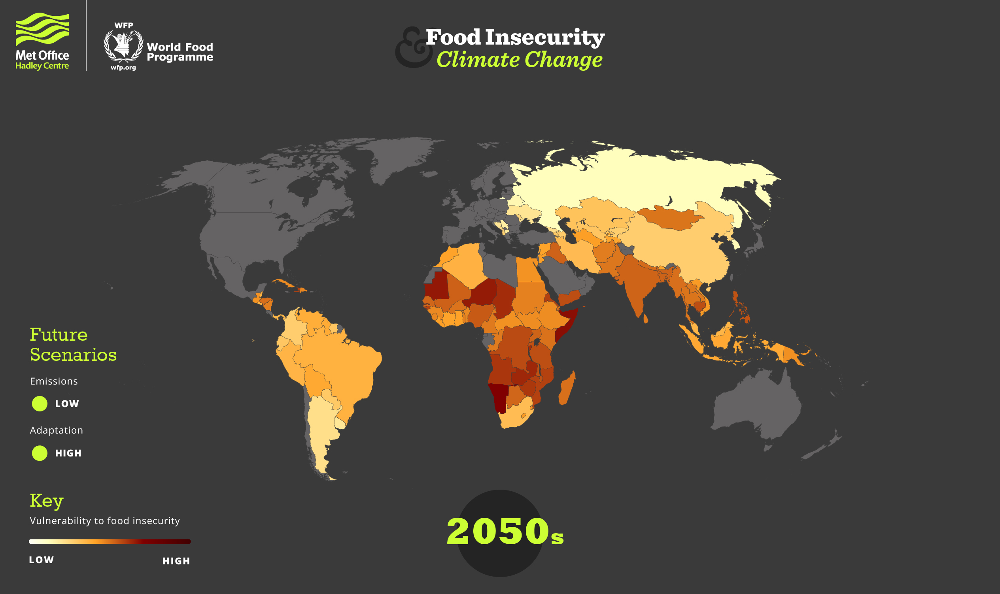 Met Office
Hadley Centre
WFP
World Food
Programme
wfp.org
&
Food Insecurity
Climate Change
Future
Scenarios
Emissions
LOW
Adaptation
HIGH
Key
Vulnerability to food insecurity
LOW
HIGH
2050s